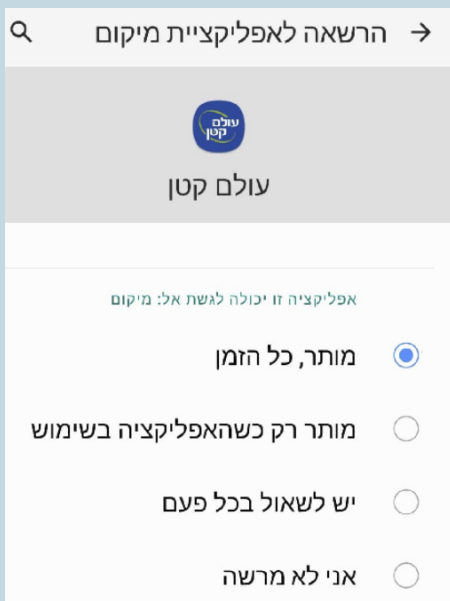 הרשאה לאפליקציית מיקום
עולם
קטן
עולם קטן
אפליקציה זו יכולה לגשת אל: מיקום
מותר, כל הזמן
מותר רק כשהאפליקציה בשימוש
יש לשאול בכל פעם
אני לא מרשה